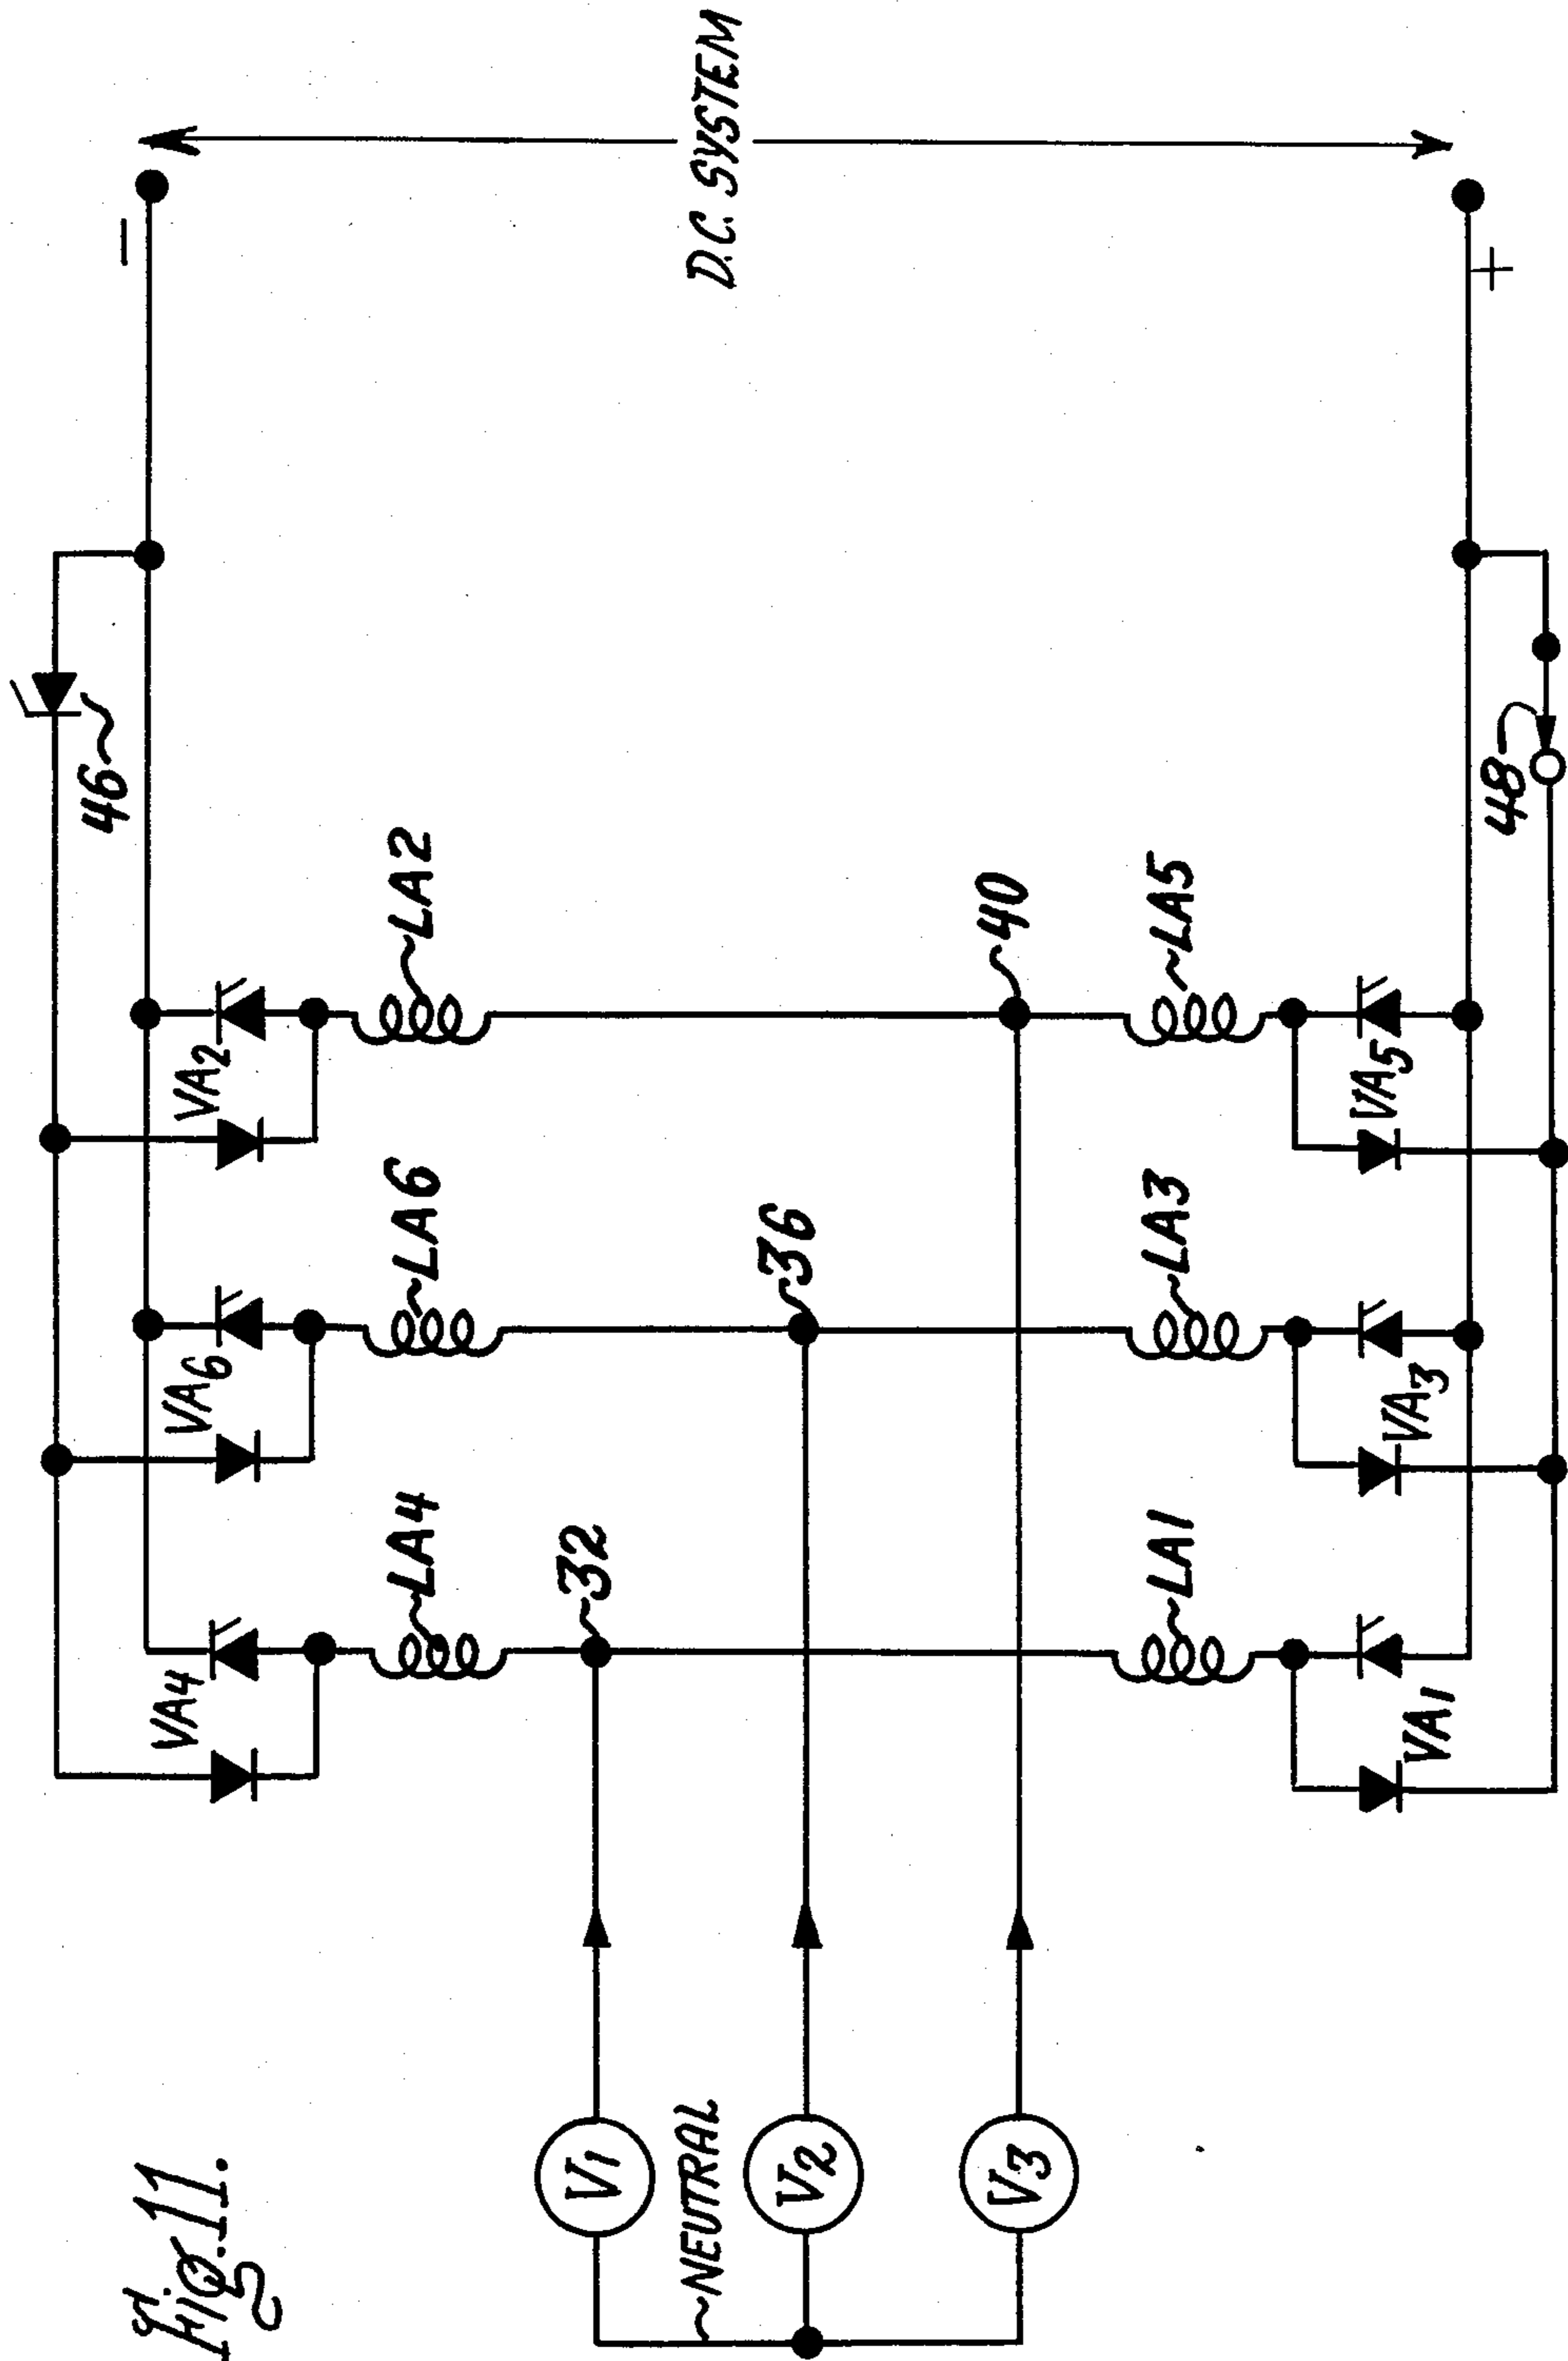 Fig. 11.
−
D.C. SYSTEM
+
46
48
VA2
LA2
40
LA5
VA5
VA6
LA6
36
LA3
VA3
VA4
LA4
32
LA1
VA1
V1
NEUTRAL
V2
V3